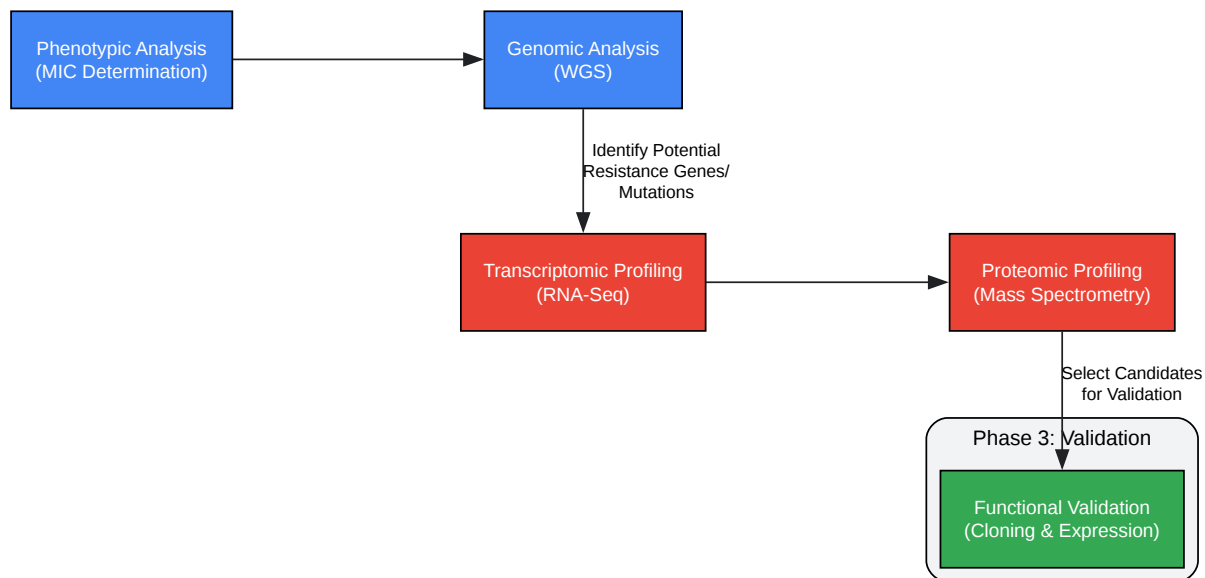 Phenotypic Analysis
(MIC Determination)
Genomic Analysis
(WGS)
Identify Potential
Resistance Genes/
Mutations
Transcriptomic Profiling
(RNA-Seq)
Proteomic Profiling
(Mass Spectrometry)
Select Candidates
for Validation
Phase 3: Validation
Functional Validation
(Cloning & Expression)